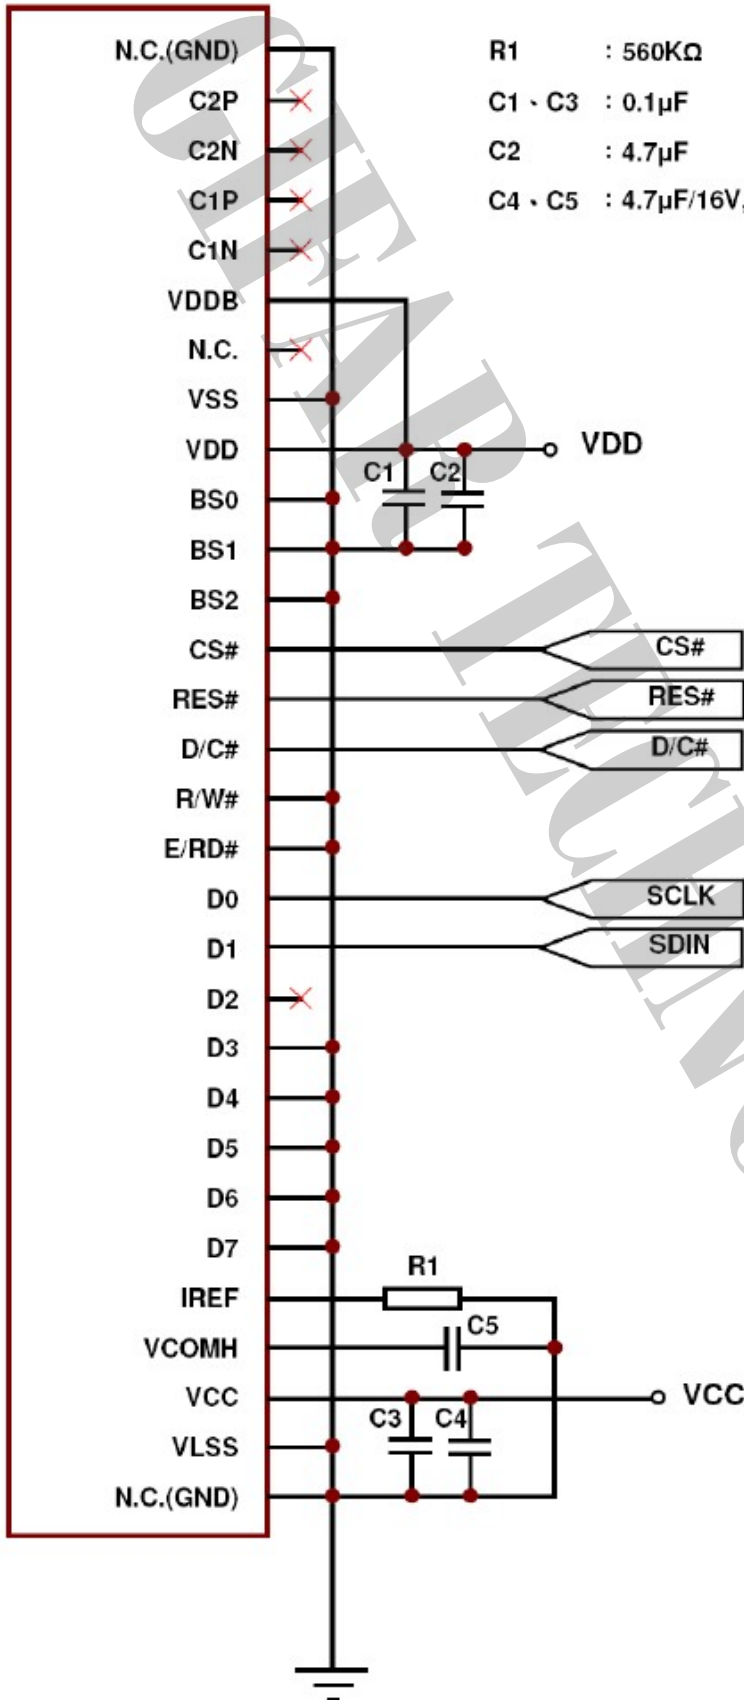 N.C.(GND)
C2P
C2N
C1P
C1N
VDDB
N.C.
VSS
VDD
BS0
BS1
BS2
CS#
RES#
D/C#
R/W#
E/RD#
D0
D1
D2
D3
D4
D5
D6
D7
IREF
VCOMH
VCC
VLSS
N.C.(GND)
R1 : 560KΩ
C1、C3 : 0.1μF
C2 : 4.7μF
C4、C5 : 4.7μF/16V,
VDD
C1 C2
CS#
RES#
D/C#
SCLK
SDIN
R1
C5
VCC
C3 C4